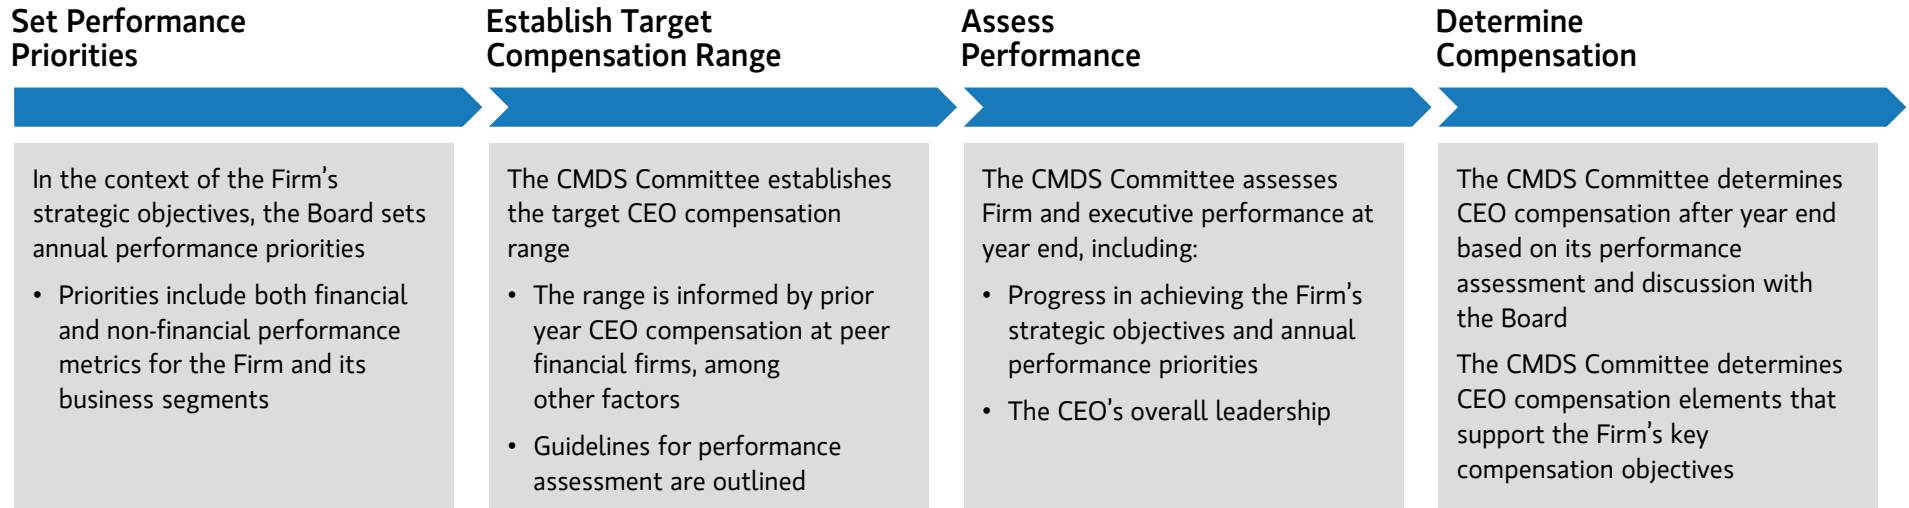 Set Performance
Priorities
In the context of the Firm's
strategic objectives, the Board sets
annual performance priorities
• Priorities include both financial
and non-financial performance
metrics for the Firm and its
business segments
Establish Target
Compensation Range
The CMDS Committee establishes
the target CEO compensation
range
• The range is informed by prior
year CEO compensation at peer
financial firms, among
other factors
• Guidelines for performance
assessment are outlined
Assess
Performance
The CMDS Committee assesses
Firm and executive performance at
year end, including:
• Progress in achieving the Firm's
strategic objectives and annual
performance priorities
• The CEO's overall leadership
Determine
Compensation
The CMDS Committee determines
CEO compensation after year end
based on its performance
assessment and discussion with
the Board
The CMDS Committee determines
CEO compensation elements that
support the Firm's key
compensation objectives